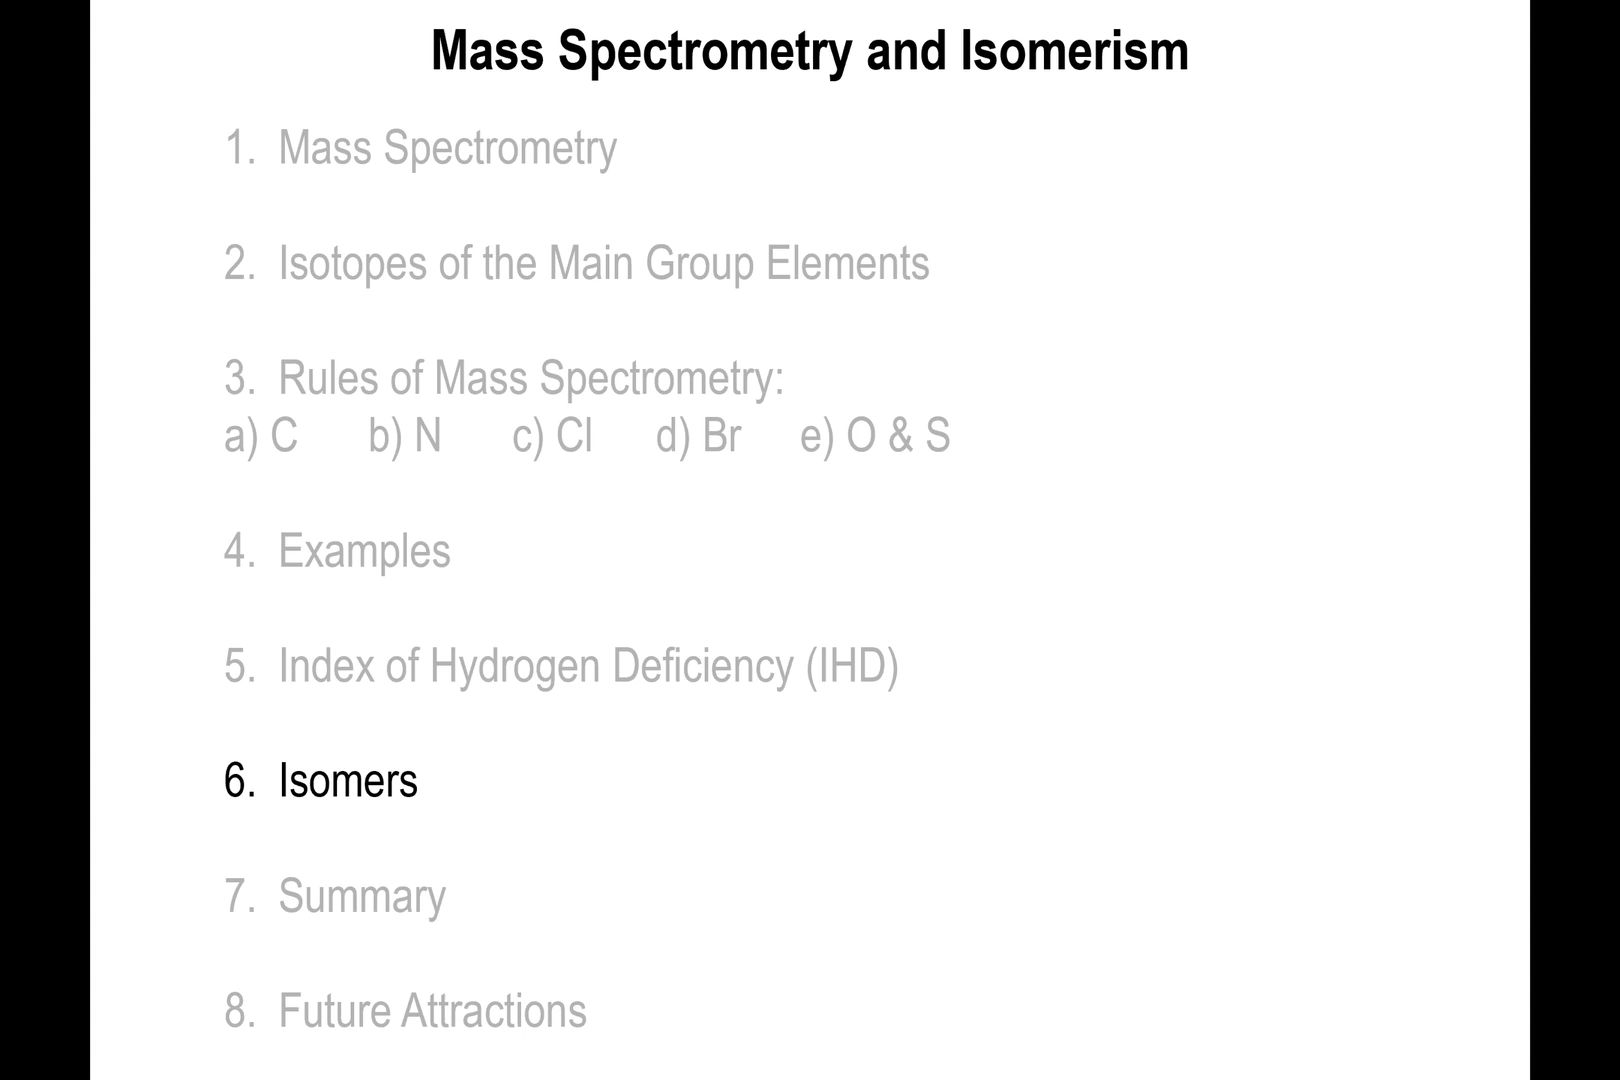 Mass Spectrometry and Isomerism
1. Mass Spectrometry
2. Isotopes of the Main Group Elements
3. Rules of Mass Spectrometry:
a) C b) N c) Cl d) Br e) O & S
4. Examples
5. Index of Hydrogen Deficiency (IHD)
6. Isomers
7. Summary
8. Future Attractions